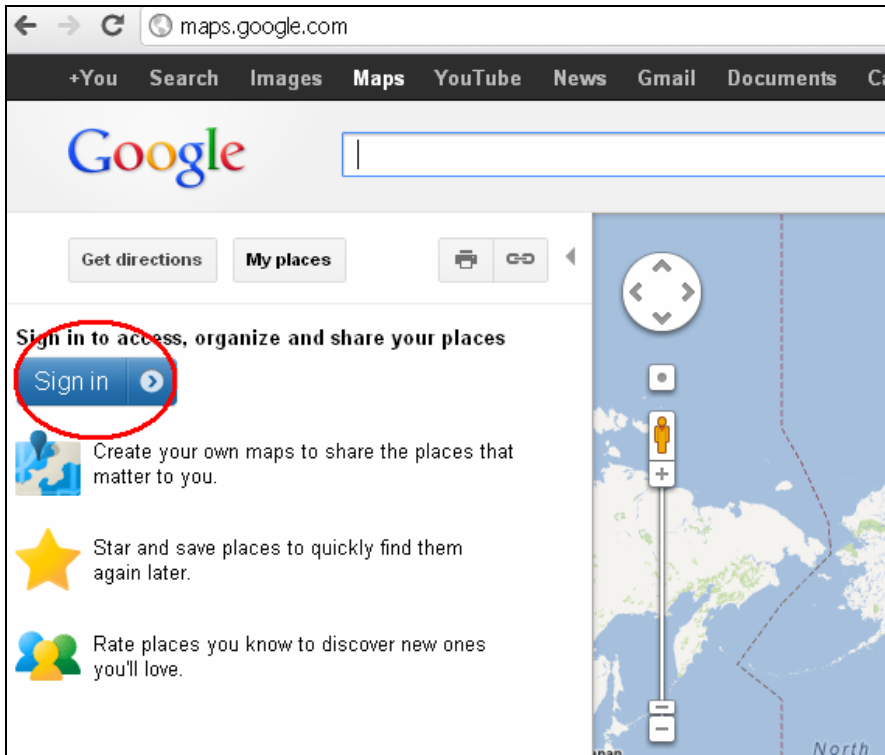 maps.google.com
+You Search Images Maps YouTube News Gmail Documents
Google
Get directions My places
Sign in to access, organize and share your places
Sign in
Create your own maps to share the places that
matter to you.
Star and save places to quickly find them
again later.
Rate places you know to discover new ones
you'll love.
North